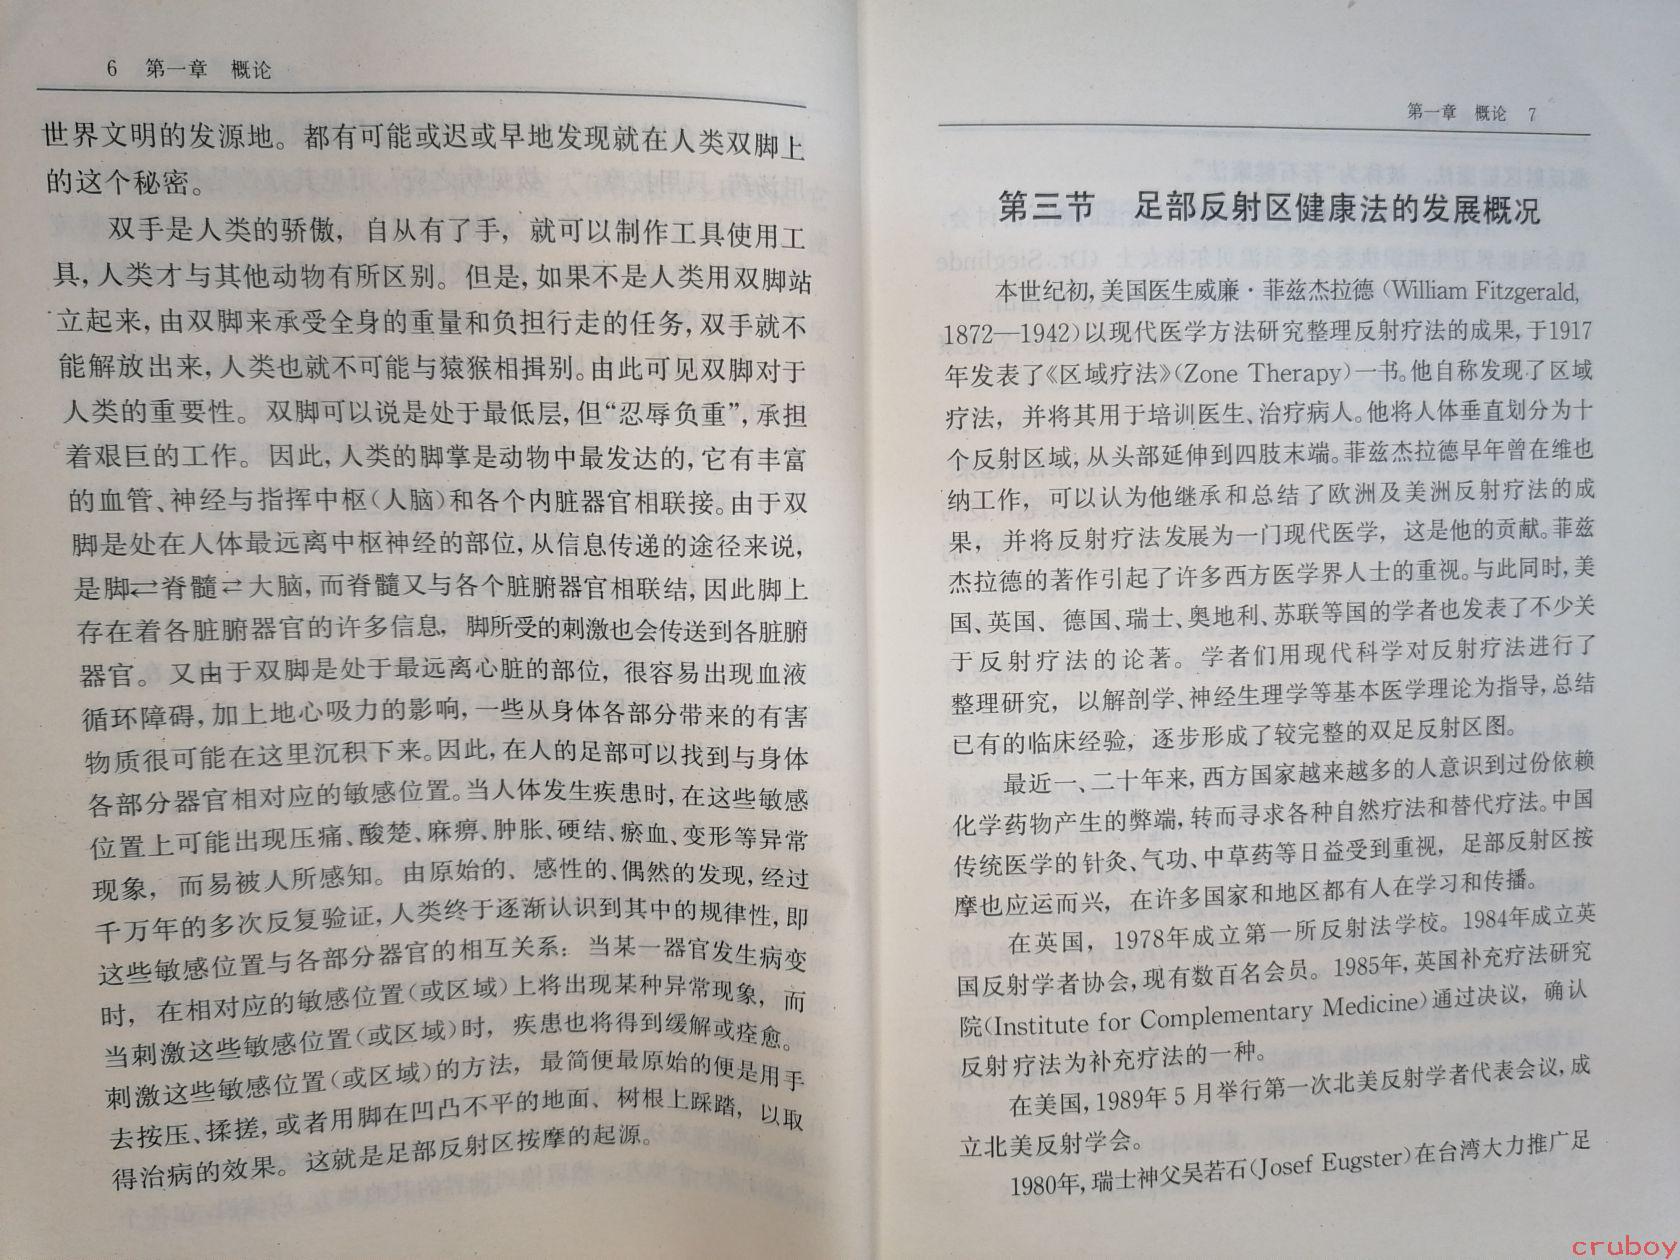 6 第一章 概论
世界文明的发源地。都有可能或迟或早地发现就在人类双脚上
的这个秘密。
双手是人类的骄傲，自从有了手，就可以制作工具使用工
具，人类才与其他动物有所区别。但是，如果不是人类用双脚站
立起来，由双脚来承受全身的重量和负担行走的任务，双手就不
能解放出来，人类也就不可能与猿猴相揖别。由此可见双脚对于
人类的重要性。双脚可以说是处于最低层，但“忍辱负重”，承担
着艰巨的工作。因此，人类的脚掌是动物中最发达的，它有丰富
的血管、神经与指挥中枢（人脑）和各个内脏器官相联接。由于双
脚是处在人体最远离中枢神经的部位，从信息传递的途径来说，
是脚⇄脊髓⇄大脑，而脊髓又与各个脏腑器官相联结，因此脚上
存在着各脏腑器官的许多信息，脚所受的刺激也会传送到各脏腑
器官。又由于双脚是处于最远离心脏的部位，很容易出现血液
循环障碍，加上地心吸力的影响，一些从身体各部分带来的有害
物质很可能在这里沉积下来。因此，在人的足部可以找到与身体
各部分器官相对应的敏感位置。当人体发生疾患时，在这些敏感
位置上可能出现压痛、酸楚、麻痹、肿胀、硬结、瘀血、变形等异常
现象，而易被人所感知。由原始的、感性的、偶然的发现，经过
千万年的多次反复验证，人类终于逐渐认识到其中的规律性，即
这些敏感位置与各部分器官的相互关系：当某一器官发生病变
时，在相对应的敏感位置（或区域）上将出现某种异常现象，而
当刺激这些敏感位置（或区域）时，疾患也将得到缓解或痊愈。
刺激这些敏感位置（或区域）的方法，最简便最原始的便是用手
去按压、揉搓，或者用脚在凹凸不平的地面、树根上踩踏，以取
得治病的效果。这就是足部反射区按摩的起源。
第一章 概论 7
第三节 足部反射区健康法的发展概况
本世纪初，美国医生威廉·菲兹杰拉德（William Fitzgerald,
1872—1942）以现代医学方法研究整理反射疗法的成果，于1917
年发表了《区域疗法》（Zone Therapy）一书。他自称发现了区域
疗法，并将其用于培训医生、治疗病人。他将人体垂直划分为十
个反射区域，从头部延伸到四肢末端。菲兹杰拉德早年曾在维也
纳工作，可以认为他继承和总结了欧洲及美洲反射疗法的成
果，并将反射疗法发展为一门现代医学，这是他的贡献。菲兹
杰拉德的著作引起了许多西方医学界人士的重视。与此同时，美
国、英国、德国、瑞士、奥地利、苏联等国的学者也发表了不少关
于反射疗法的论著。学者们用现代科学对反射疗法进行了
整理研究，以解剖学、神经生理学等基本医学理论为指导，总结
已有的临床经验，逐步形成了较完整的双足反射区图。
最近一、二十年来，西方国家越来越多的人意识到过份依赖
化学药物产生的弊端，转而寻求各种自然疗法和替代疗法。中国
传统医学的针灸、气功、中草药等日益受到重视，足部反射区按
摩也应运而兴，在许多国家和地区都有人在学习和传播。
在英国，1978年成立第一所反射法学校。1984年成立英
国反射学者协会，现有数百名会员。1985年，英国补充疗法研究
院（Institute for Complementary Medicine）通过决议，确认
反射疗法为补充疗法的一种。
在美国，1989年5月举行第一次北美反射学者代表会议，成
立北美反射学会。
1980年，瑞士神父吴若石（Josef Eugster）在台湾大力推广足
cruboy